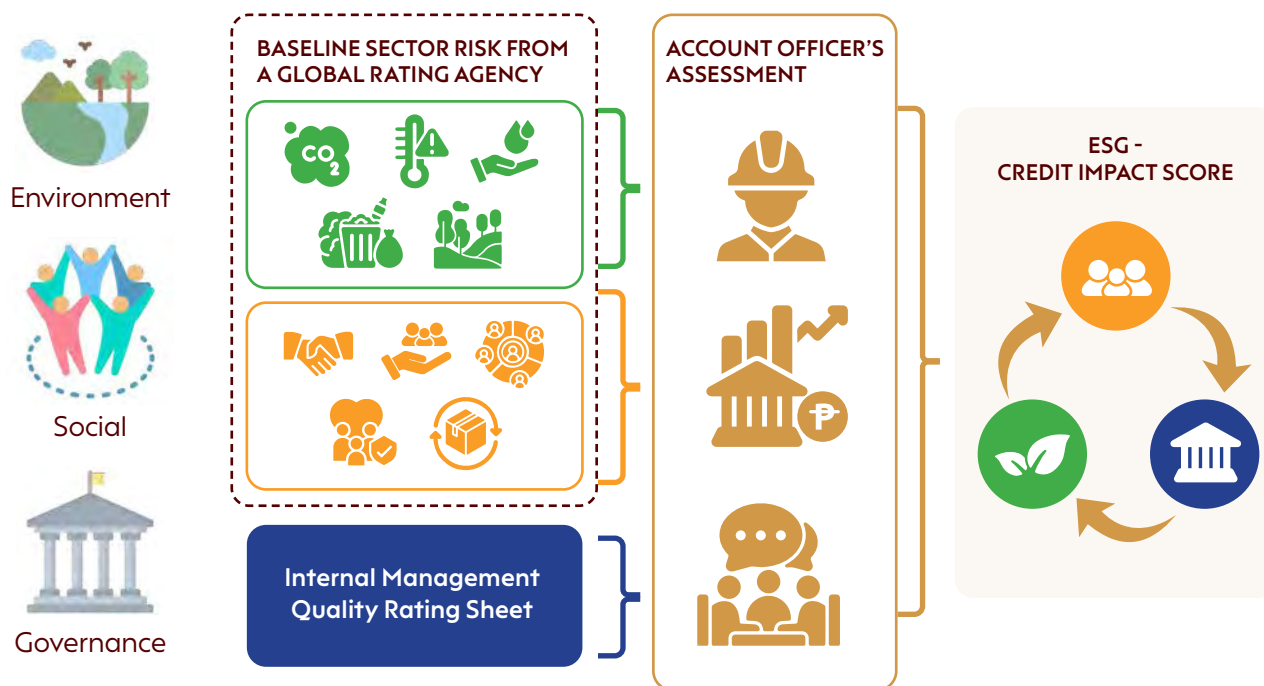 Environment
Social
Governance
BASELINE SECTOR RISK FROM
A GLOBAL RATING AGENCY
CO2
Internal Management
Quality Rating Sheet
ACCOUNT OFFICER'S
ASSESSMENT
₱
ESG -
CREDIT IMPACT SCORE